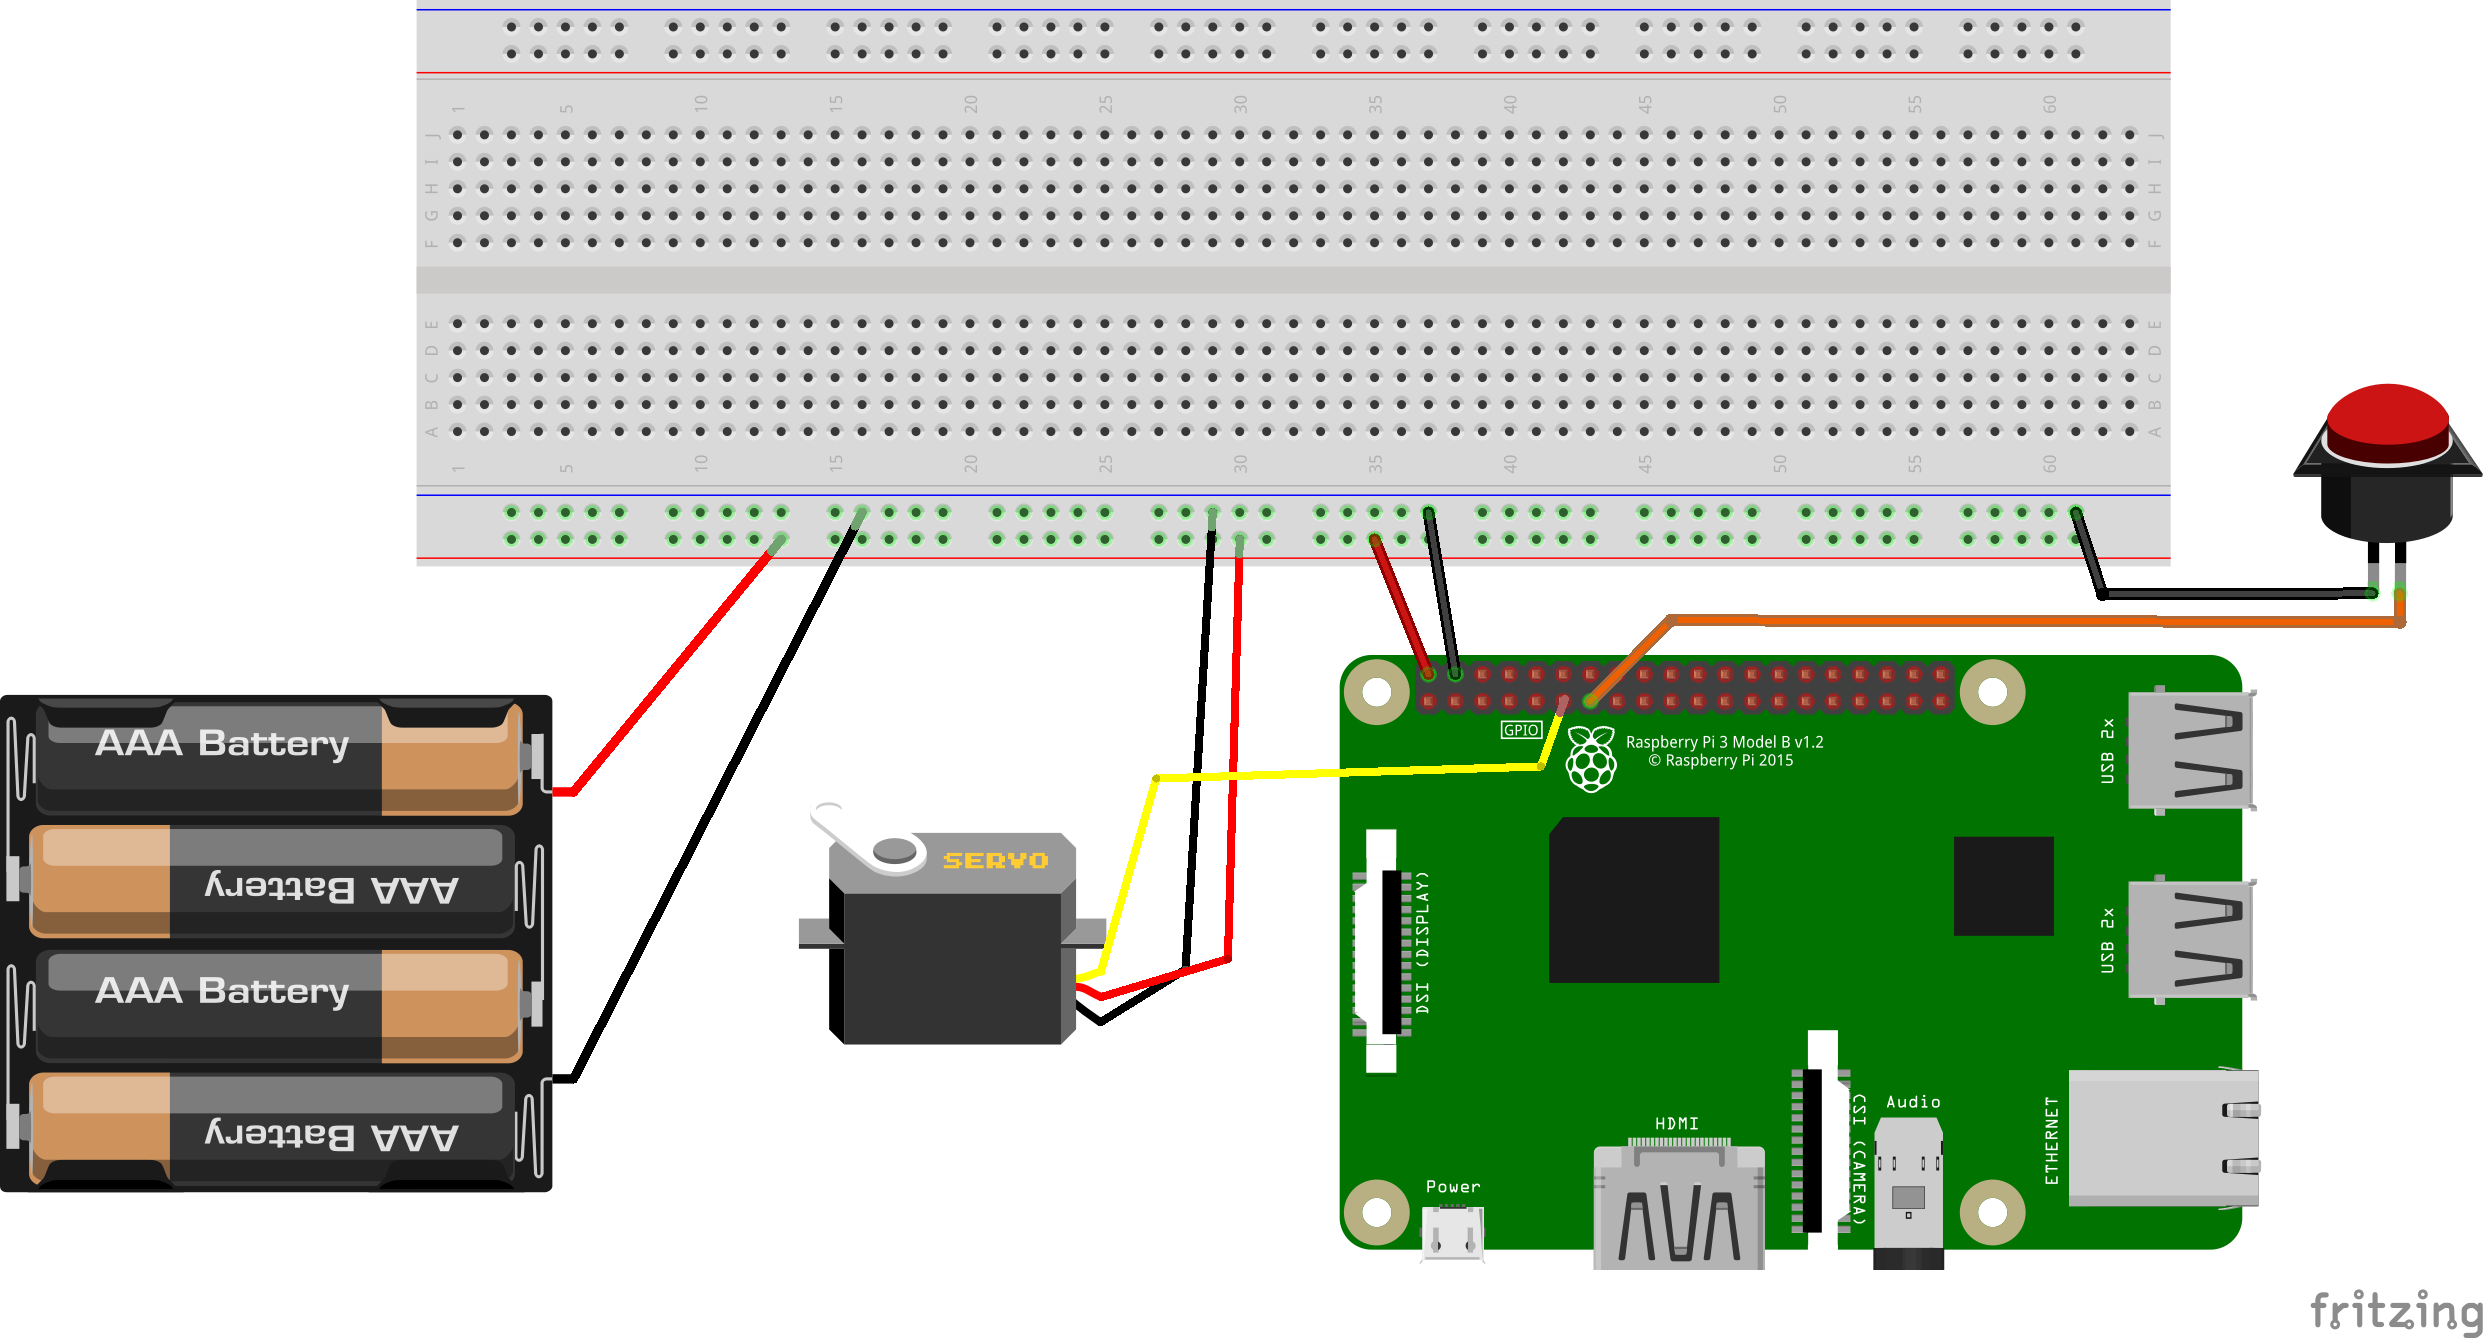 1 5 10 15 20 25 30 35 40 45 50 55 60
J J
I I
H H
G G
F F
E E
D D
C C
B B
A A
1 5 10 15 20 25 30 35 40 45 50 55 60
AAA Battery
AAA Battery
AAA Battery
AAA Battery
SERVO
GPIO
Raspberry Pi 3 Model B v1.2
© Raspberry Pi 2015
USB 2x
USB 2x
DSI (DISPLAY)
HDMI
CSI (CAMERA)
Audio
ETHERNET
Power
fritzing